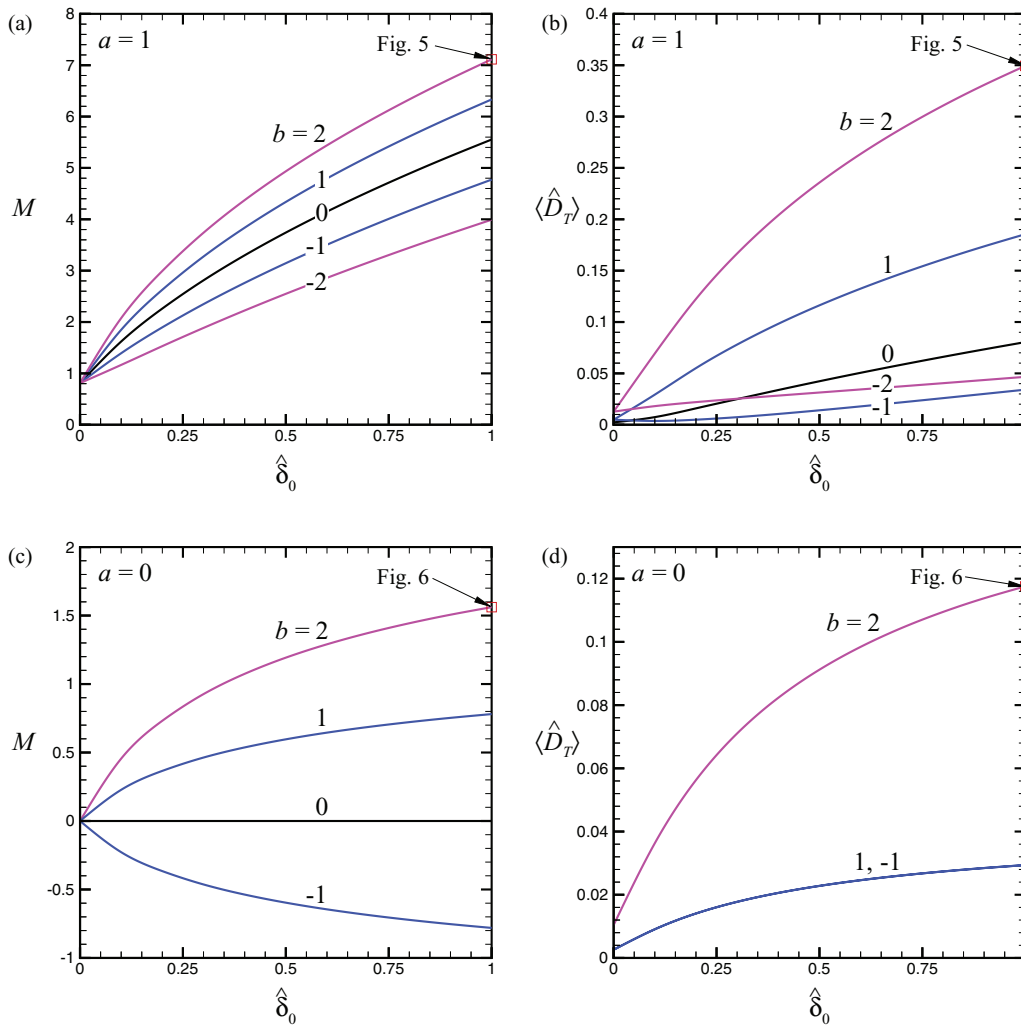 (a)
a = 1
Fig. 5
b = 2
1
0
-1
-2
M
8
7
6
5
4
3
2
1
0
0 0.25 0.5 0.75 1
δ̂₀
(b)
a = 1
Fig. 5
b = 2
1
0
-2
-1
⟨D̂_T⟩
0.4
0.35
0.3
0.25
0.2
0.15
0.1
0.05
0
0 0.25 0.5 0.75
δ̂₀
(c)
a = 0
Fig. 6
b = 2
1
0
-1
M
2
1.5
1
0.5
0
-0.5
-1
0 0.25 0.5 0.75 1
δ̂₀
(d)
a = 0
Fig. 6
b = 2
1, -1
⟨D̂_T⟩
0.12
0.1
0.08
0.06
0.04
0.02
0
0 0.25 0.5 0.75
δ̂₀